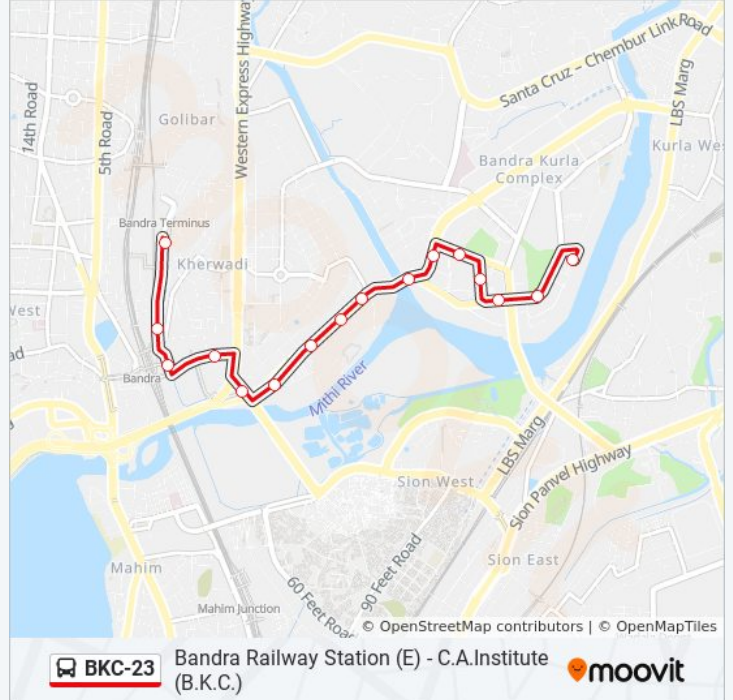 Santa Cruz – Chembur Link Road
14th Road
5th Road
Western Express Highway
LBS Marg
Golibar
Kurla Wes
Bandra Kurla
Complex
Bandra Terminus
Kherwadi
West
ad
Bandra
Mithi River
LBS Marg
Sion West
Sion Panvel Highway
90 Feet Road
Sion East
Mahim
60 Feet Road
Mahim Junction
© OpenStreetMap contributors | © OpenMapTiles
BKC-23
Bandra Railway Station (E) - C.A.Institute
(B.K.C.)
moovit